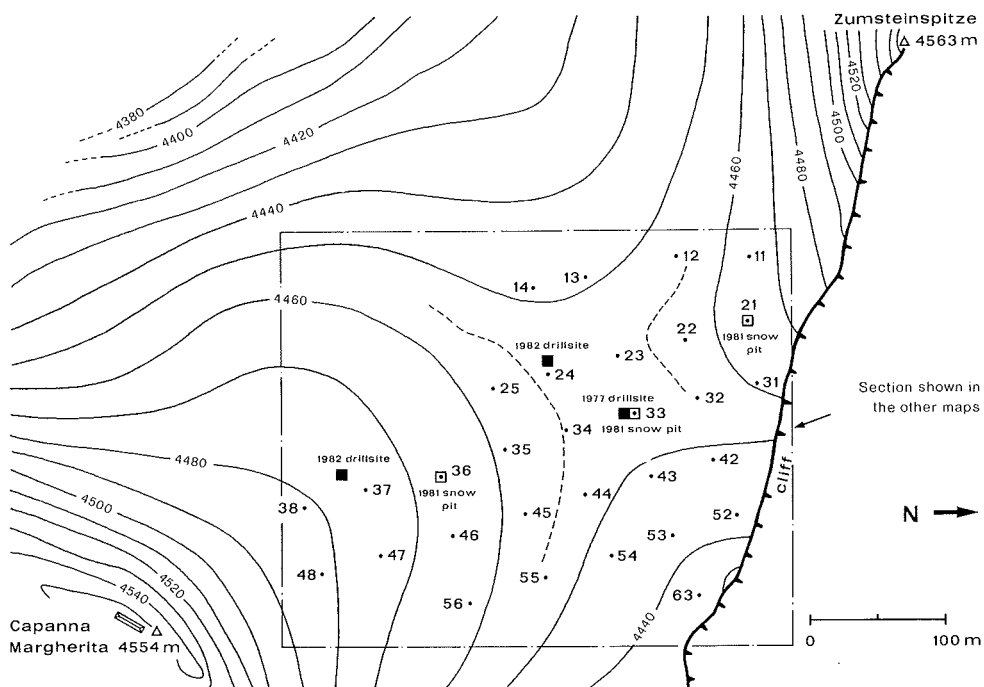 Zumsteinspitze
4563 m
4380
4400
4420
4440
4460
4480
4500
4520
4460
4480
4500
4520
4540
4440
12
11
13
14
21
1981 snow
pit
22
1982 drillsite
23
24
25
31
32
1977 drillsite
33
1981 snow pit
34
35
1982 drillsite
36
1981 snow
pit
37
38
42
43
44
45
46
47
48
52
53
54
55
56
63
Cliff
Section shown in
the other maps
N
Capanna
Margherita 4554 m
0 100 m